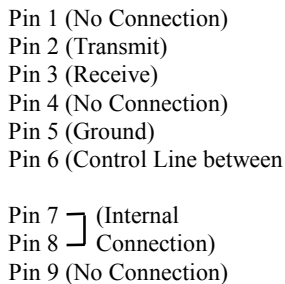 Pin 1 (No Connection)
Pin 2 (Transmit)
Pin 3 (Receive)
Pin 4 (No Connection)
Pin 5 (Ground)
Pin 6 (Control Line between
Pin 7 (Internal
Pin 8 Connection)
Pin 9 (No Connection)